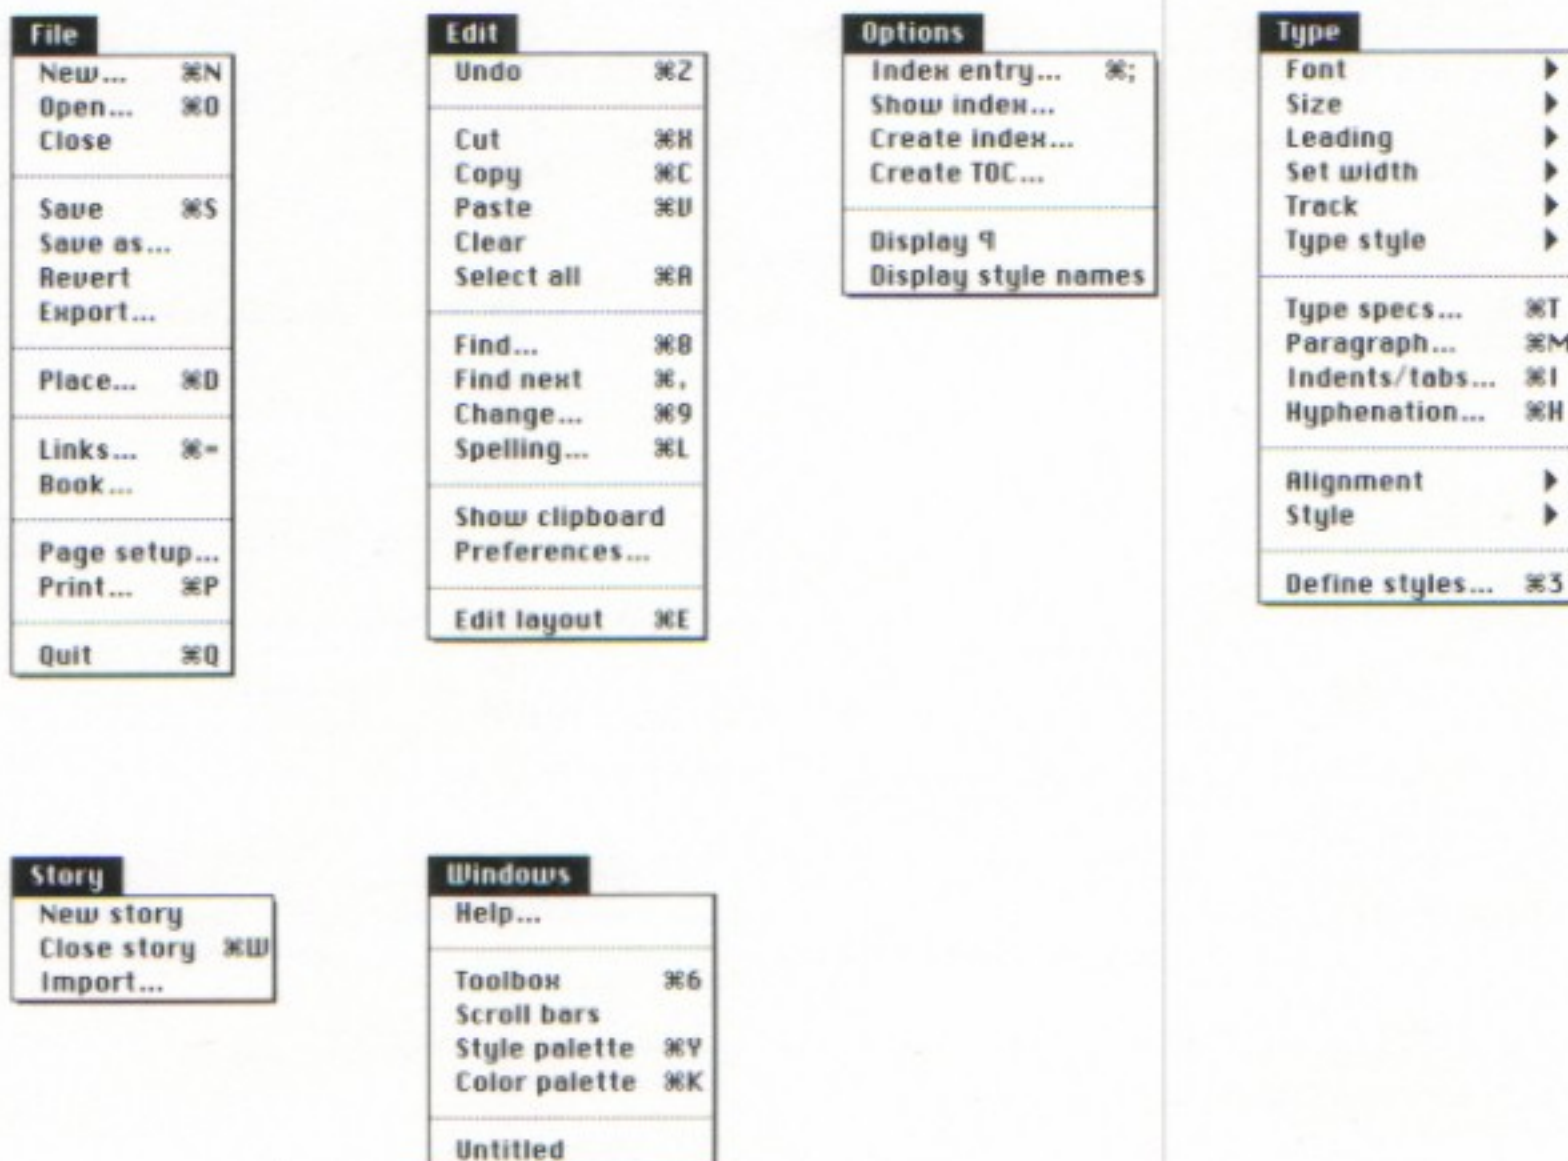 File
New... ⌘N
Open... ⌘O
Close
Save ⌘S
Save as...
Revert
Export...
Place... ⌘D
Links... ⌘=
Book...
Page setup...
Print... ⌘P
Quit ⌘Q
Edit
Undo ⌘Z
Cut ⌘X
Copy ⌘C
Paste ⌘V
Clear
Select all ⌘A
Find... ⌘8
Find next ⌘,
Change... ⌘9
Spelling... ⌘L
Show clipboard
Preferences...
Edit layout ⌘E
Options
Index entry... ⌘;
Show index...
Create index...
Create TOC...
Display ¶
Display style names
Type
Font
Size
Leading
Set width
Track
Type style
Type specs... ⌘T
Paragraph... ⌘M
Indents/tabs... ⌘I
Hyphenation... ⌘H
Alignment
Style
Define styles... ⌘3
Story
New story
Close story ⌘W
Import...
Windows
Help...
Toolbox ⌘6
Scroll bars
Style palette ⌘Y
Color palette ⌘K
Untitled